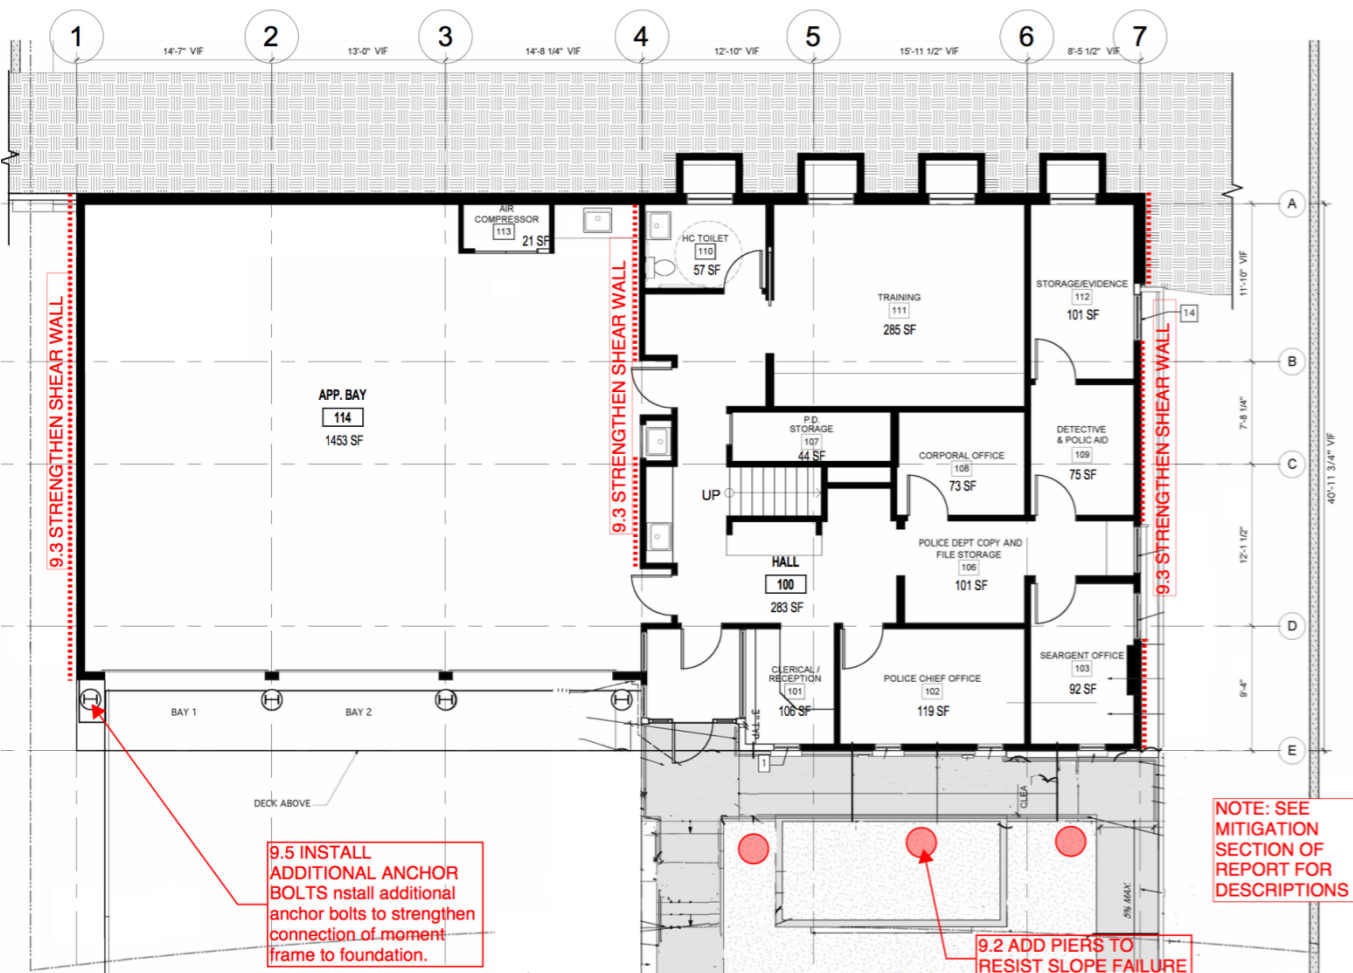 1
2
3
4
5
6
7
14'-7" VIF
13'-0" VIF
14'-8 1/4" VIF
12'-10" VIF
15'-11 1/2" VIF
8'-5 1/2" VIF
A
B
C
D
E
11'-10" VIF
7'-8 1/4"
12'-1 1/2"
9'-4"
40'-11 3/4" VIF
AIR
COMPRESSOR
113
21 SF
HC TOILET
110
57 SF
TRAINING
111
285 SF
STORAGE/EVIDENCE
112
101 SF
14
9.3 STRENGTHEN SHEAR WALL
9.3 STRENGTHEN SHEAR WALL
9.3 STRENGTHEN SHEAR WALL
APP. BAY
114
1453 SF
P.D.
STORAGE
107
44 SF
CORPORAL OFFICE
108
73 SF
DETECTIVE
& POLIC AID
109
75 SF
UP
HALL
100
283 SF
POLICE DEPT COPY AND
FILE STORAGE
106
101 SF
CLERICAL /
RECEPTION
101
106 SF
POLICE CHIEF OFFICE
102
119 SF
SEARGENT OFFICE
103
92 SF
BAY 1
BAY 2
3" TYP
1
DECK ABOVE
CLEA
5% MAX
9.5 INSTALL
ADDITIONAL ANCHOR
BOLTS nstall additional
anchor bolts to strengthen
connection of moment
frame to foundation.
9.2 ADD PIERS TO
RESIST SLOPE FAILURE
NOTE: SEE
MITIGATION
SECTION OF
REPORT FOR
DESCRIPTIONS